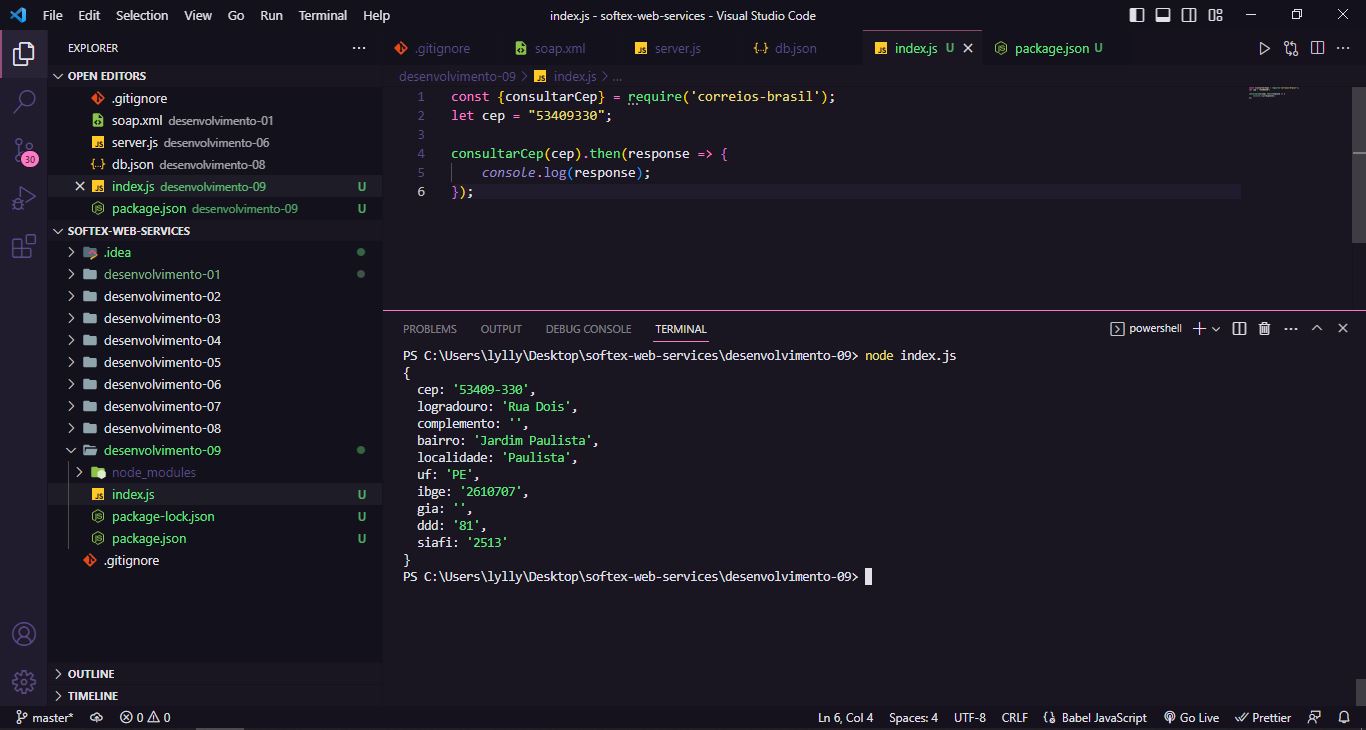 File Edit Selection View Go Run Terminal Help index.js - softex-web-services - Visual Studio Code
EXPLORER
OPEN EDITORS
.gitignore
soap.xml desenvolvimento-01
server.js desenvolvimento-06
db.json desenvolvimento-08
index.js desenvolvimento-09 U
package.json desenvolvimento-09 U
SOFTEX-WEB-SERVICES
.idea
desenvolvimento-01
desenvolvimento-02
desenvolvimento-03
desenvolvimento-04
desenvolvimento-05
desenvolvimento-06
desenvolvimento-07
desenvolvimento-08
desenvolvimento-09
node_modules
index.js U
package-lock.json U
package.json U
.gitignore
OUTLINE
TIMELINE
30
.gitignore soap.xml server.js db.json index.js U package.json U
desenvolvimento-09 > index.js > ...
1 const {consultarCep} = require('correios-brasil');
2 let cep = "53409330";
3
4 consultarCep(cep).then(response => {
5 console.log(response);
6 });
PROBLEMS OUTPUT DEBUG CONSOLE TERMINAL powershell
PS C:\Users\lylly\Desktop\softex-web-services\desenvolvimento-09> node index.js
{
cep: '53409-330',
logradouro: 'Rua Dois',
complemento: '',
bairro: 'Jardim Paulista',
localidade: 'Paulista',
uf: 'PE',
ibge: '2610707',
gia: '',
ddd: '81',
siafi: '2513'
}
PS C:\Users\lylly\Desktop\softex-web-services\desenvolvimento-09>
master* 0 0 Ln 6, Col 4 Spaces: 4 UTF-8 CRLF Babel JavaScript Go Live Prettier